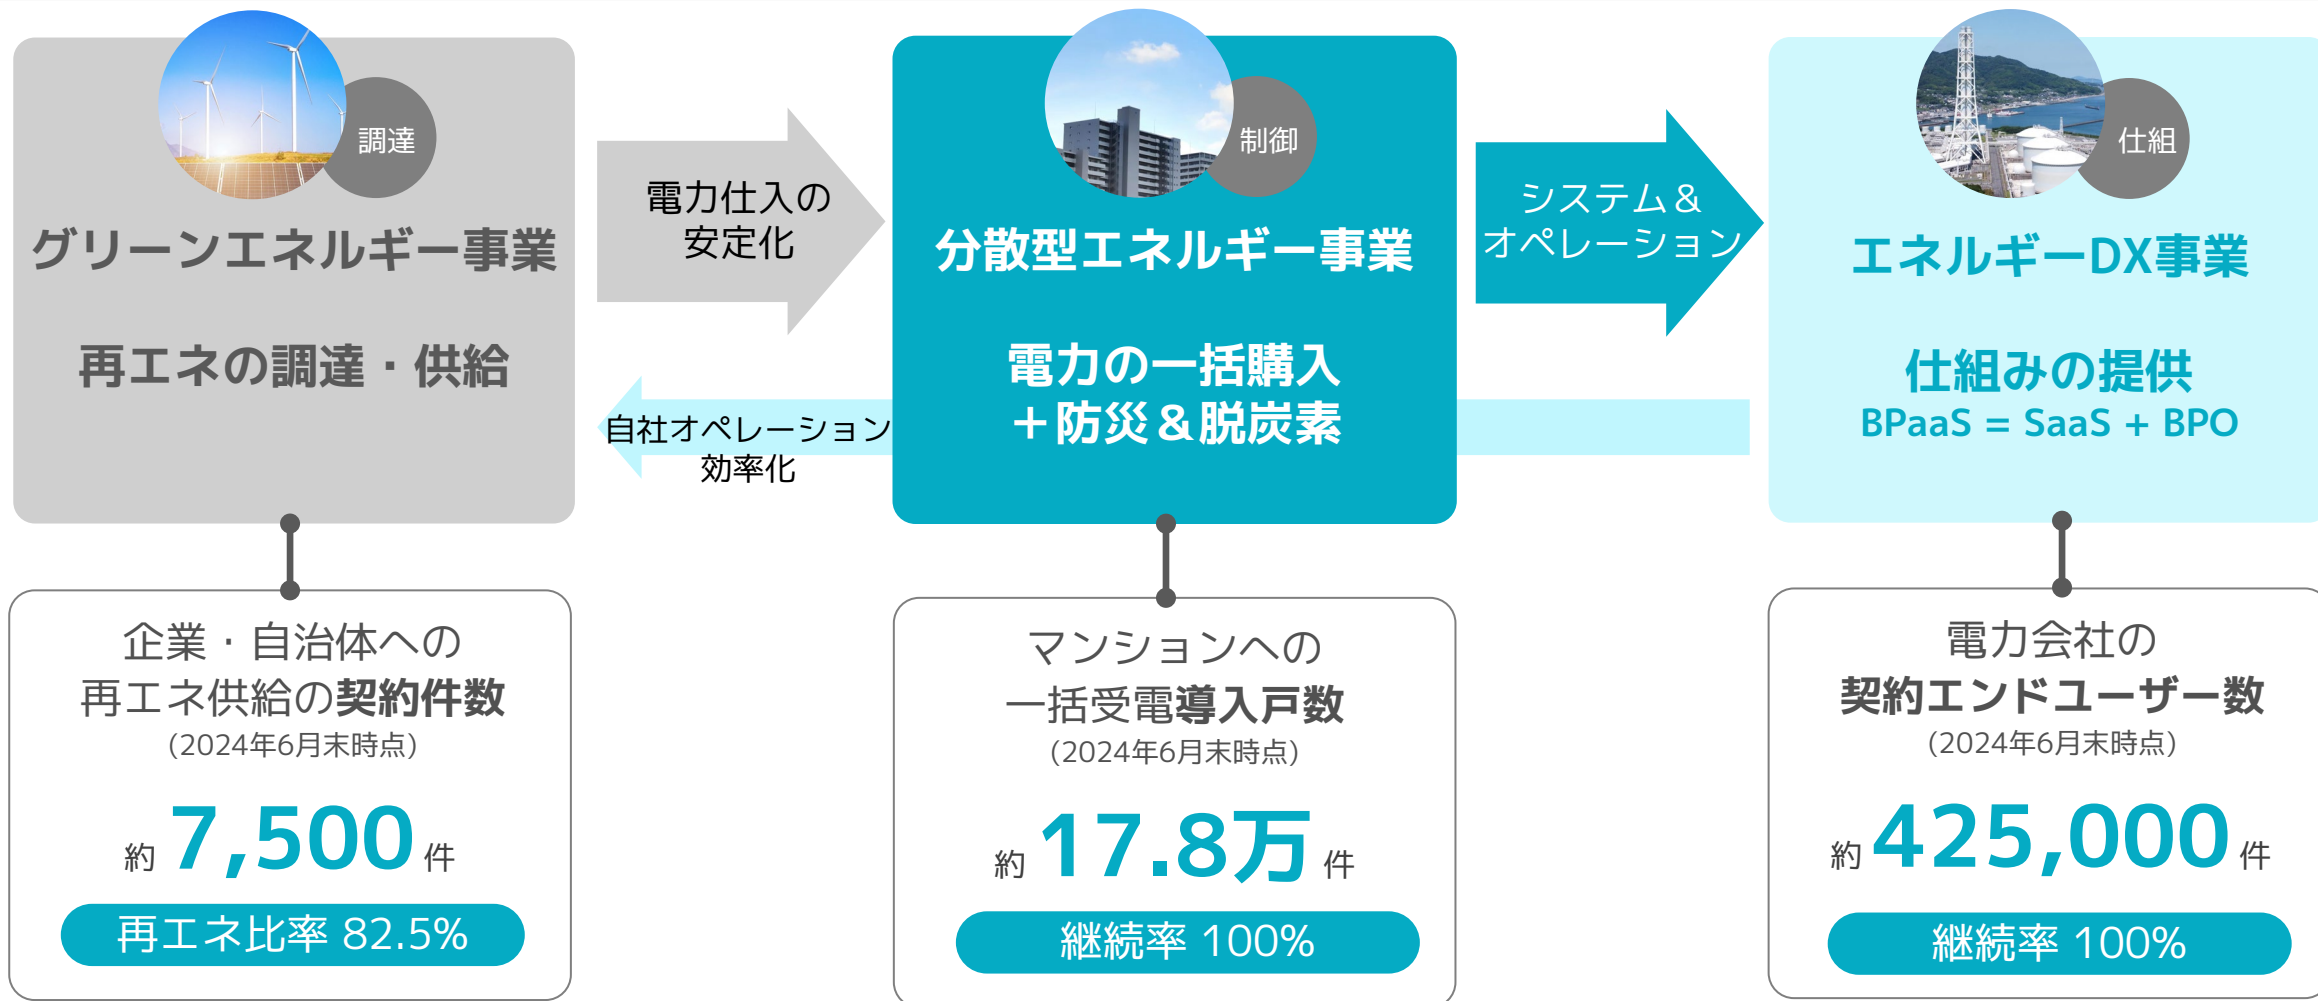 調達
グリーンエネルギー事業
再エネの調達・供給
電力仕入の
安定化
自社オペレーション
効率化
制御
分散型エネルギー事業
電力の一括購入
＋防災＆脱炭素
システム＆
オペレーション
仕組
エネルギーDX事業
仕組みの提供
BPaaS = SaaS + BPO
企業・自治体への
再エネ供給の契約件数
(2024年6月末時点)
約 7,500 件
再エネ比率 82.5%
マンションへの
一括受電導入戸数
(2024年6月末時点)
約 17.8万 件
継続率 100%
電力会社の
契約エンドユーザー数
(2024年6月末時点)
約 425,000 件
継続率 100%